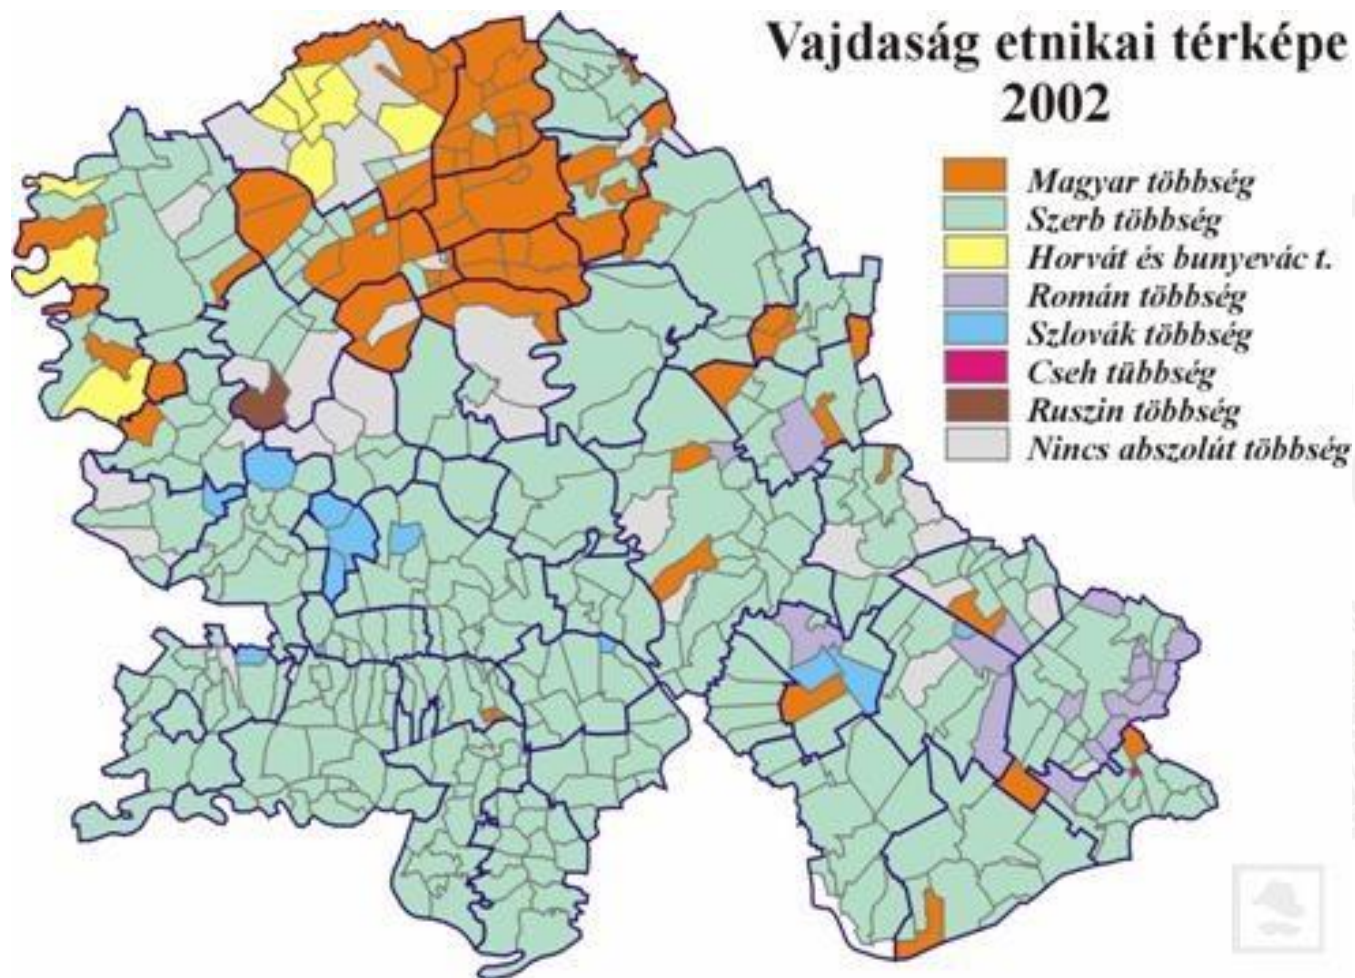 Vajdaság etnikai térképe
2002
Magyar többség
Szerb többség
Horvát és bunyevác t.
Román többség
Szlovák többség
Cseh tübbség
Ruszin többség
Nincs abszolút többség